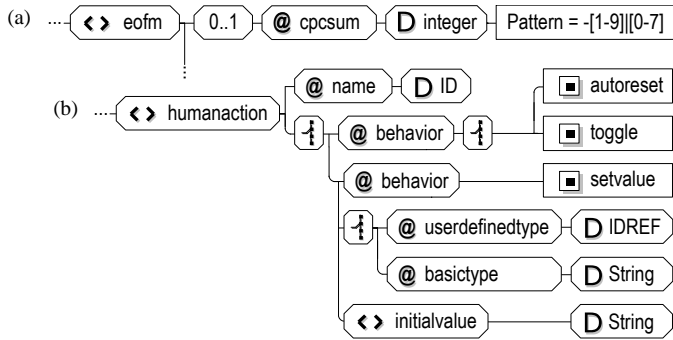 (a) ... <> eofm 0..1 @ cpcsum D integer Pattern = -[1-9]|[0-7]
(b) ... <> humanaction @ name D ID
@ behavior autoreset
toggle
@ behavior setvalue
@ userdefinedtype D IDREF
@ basictype D String
<> initialvalue D String